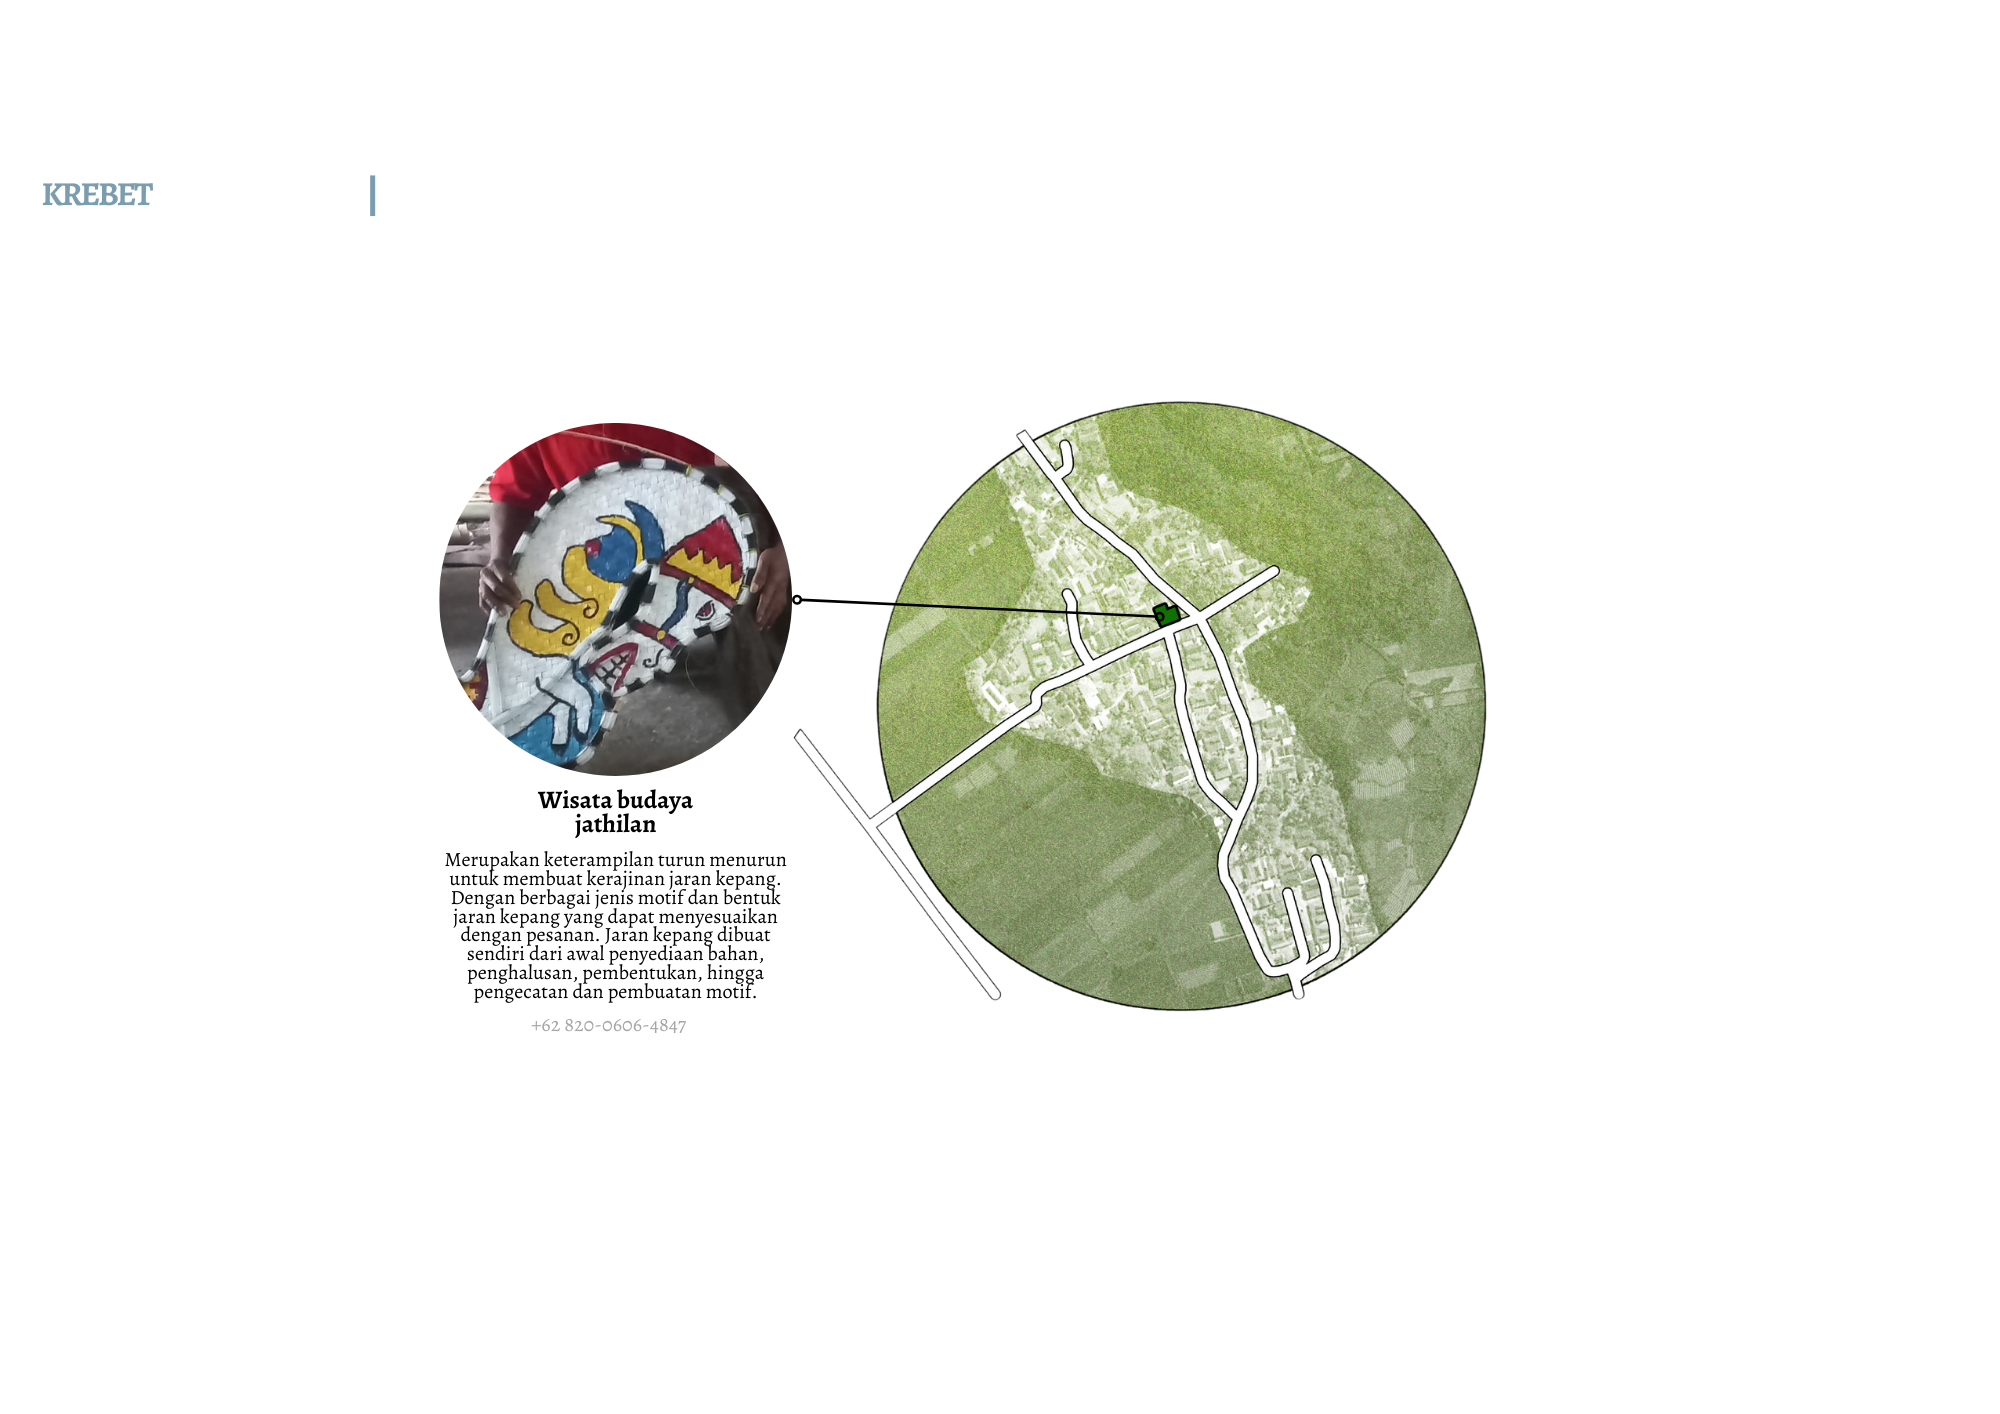 KREBET
Wisata budaya
jathilan
Merupakan keterampilan turun menurun
untuk membuat kerajinan jaran kepang.
Dengan berbagai jenis motif dan bentuk
jaran kepang yang dapat menyesuaikan
dengan pesanan. Jaran kepang dibuat
sendiri dari awal penyediaan bahan,
penghalusan, pembentukan, hingga
pengecatan dan pembuatan motif.
+62 820-0606-4847